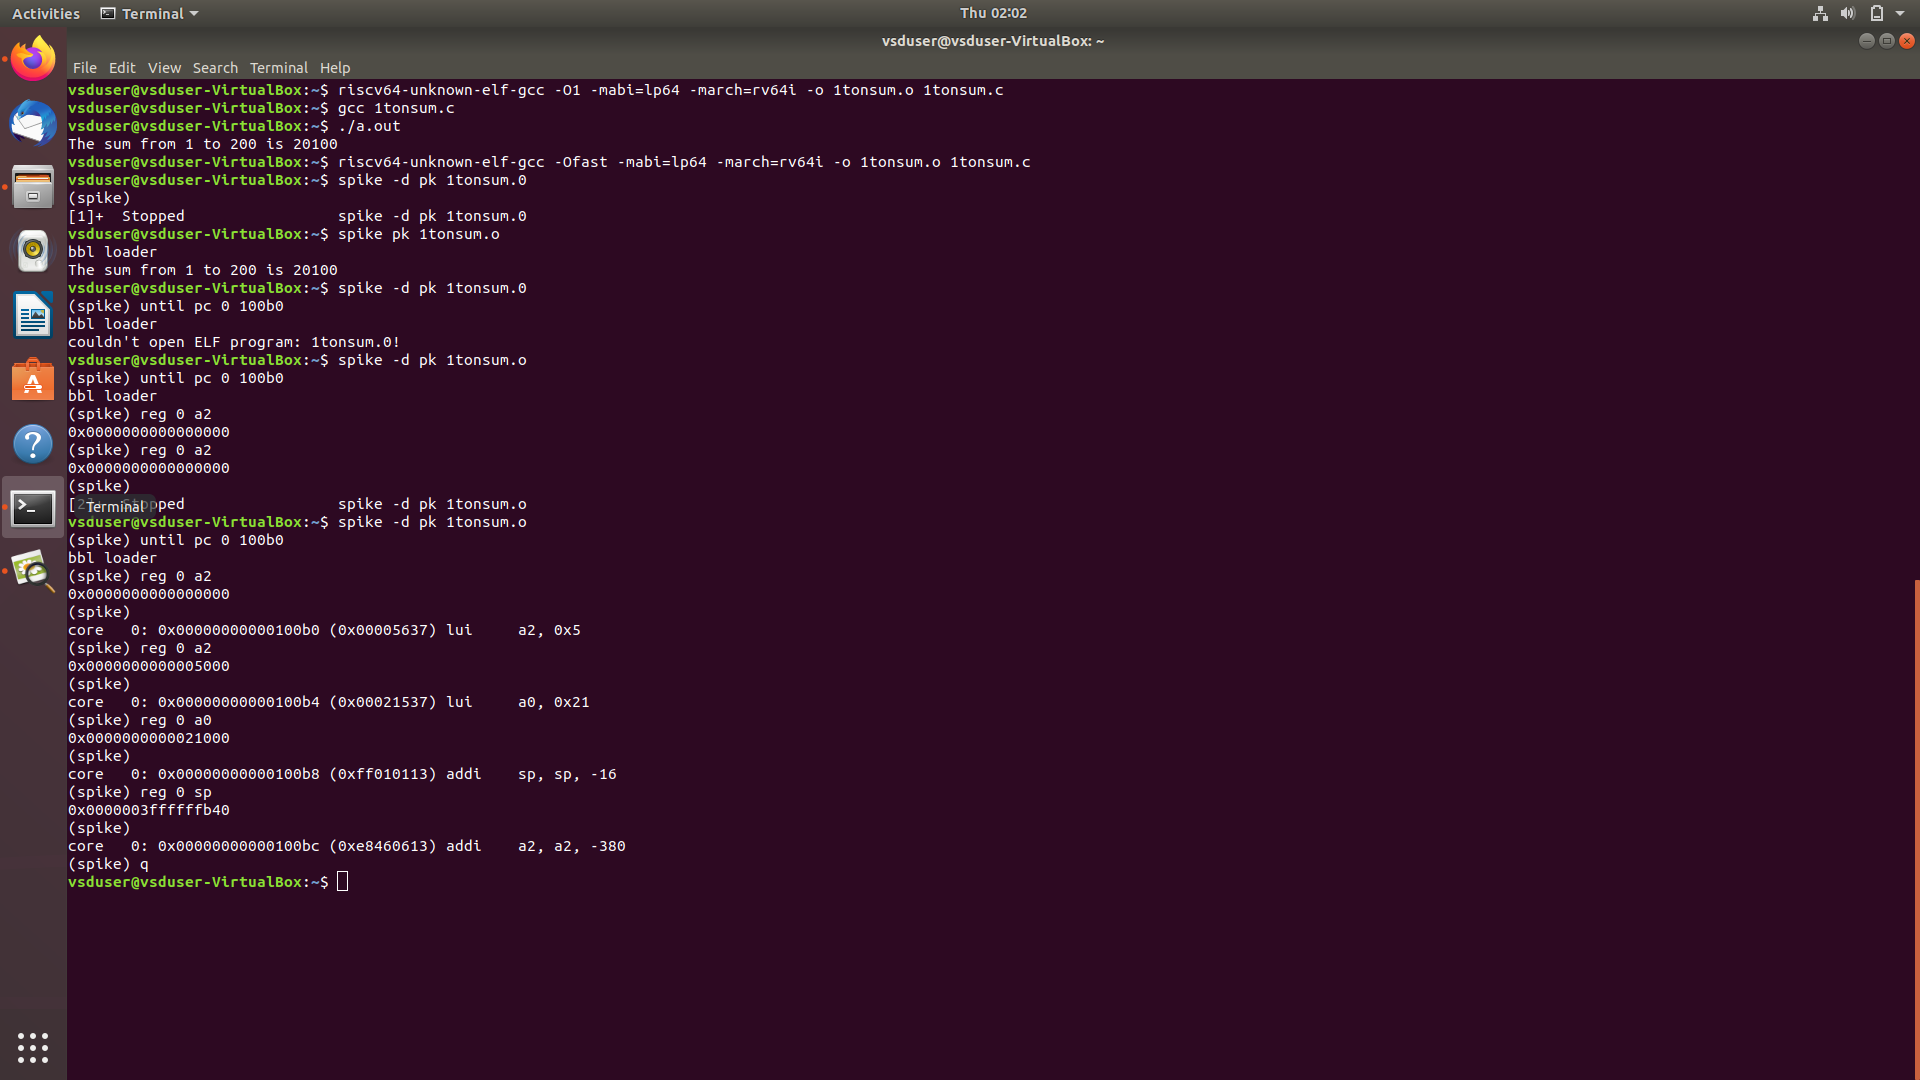 Activities
Terminal
Thu 02:02
vsduser@vsduser-VirtualBox: ~
File Edit View Search Terminal Help
vsduser@vsduser-VirtualBox:~$ riscv64-unknown-elf-gcc -O1 -mabi=lp64 -march=rv64i -o 1tonsum.o 1tonsum.c
vsduser@vsduser-VirtualBox:~$ gcc 1tonsum.c
vsduser@vsduser-VirtualBox:~$ ./a.out
The sum from 1 to 200 is 20100
vsduser@vsduser-VirtualBox:~$ riscv64-unknown-elf-gcc -Ofast -mabi=lp64 -march=rv64i -o 1tonsum.o 1tonsum.c
vsduser@vsduser-VirtualBox:~$ spike -d pk 1tonsum.0
(spike)
[1]+  Stopped                 spike -d pk 1tonsum.0
vsduser@vsduser-VirtualBox:~$ spike pk 1tonsum.o
bbl loader
The sum from 1 to 200 is 20100
vsduser@vsduser-VirtualBox:~$ spike -d pk 1tonsum.0
(spike) until pc 0 100b0
bbl loader
couldn't open ELF program: 1tonsum.0!
vsduser@vsduser-VirtualBox:~$ spike -d pk 1tonsum.o
(spike) until pc 0 100b0
bbl loader
(spike) reg 0 a2
0x0000000000000000
(spike) reg 0 a2
0x0000000000000000
(spike)
[2]+  Stopped                 spike -d pk 1tonsum.o
Terminal
vsduser@vsduser-VirtualBox:~$ spike -d pk 1tonsum.o
(spike) until pc 0 100b0
bbl loader
(spike) reg 0 a2
0x0000000000000000
(spike)
core   0: 0x00000000000100b0 (0x00005637) lui     a2, 0x5
(spike) reg 0 a2
0x0000000000005000
(spike)
core   0: 0x00000000000100b4 (0x00021537) lui     a0, 0x21
(spike) reg 0 a0
0x0000000000021000
(spike)
core   0: 0x00000000000100b8 (0xff010113) addi    sp, sp, -16
(spike) reg 0 sp
0x0000003ffffffb40
(spike)
core   0: 0x00000000000100bc (0xe8460613) addi    a2, a2, -380
(spike) q
vsduser@vsduser-VirtualBox:~$